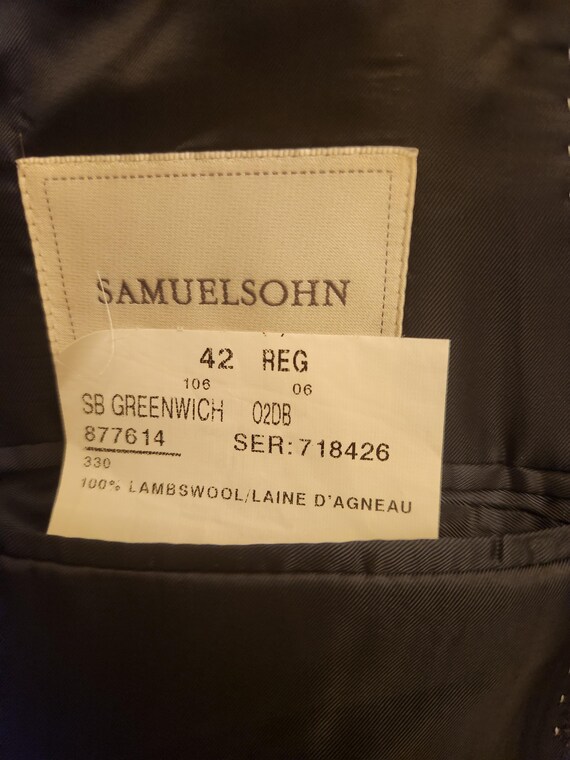 SAMUELSOHN
42 REG
106 06
SB GREENWICH 02DB
877614 SER:718426
330
100% LAMBSWOOL/LAINE D'AGNEAU